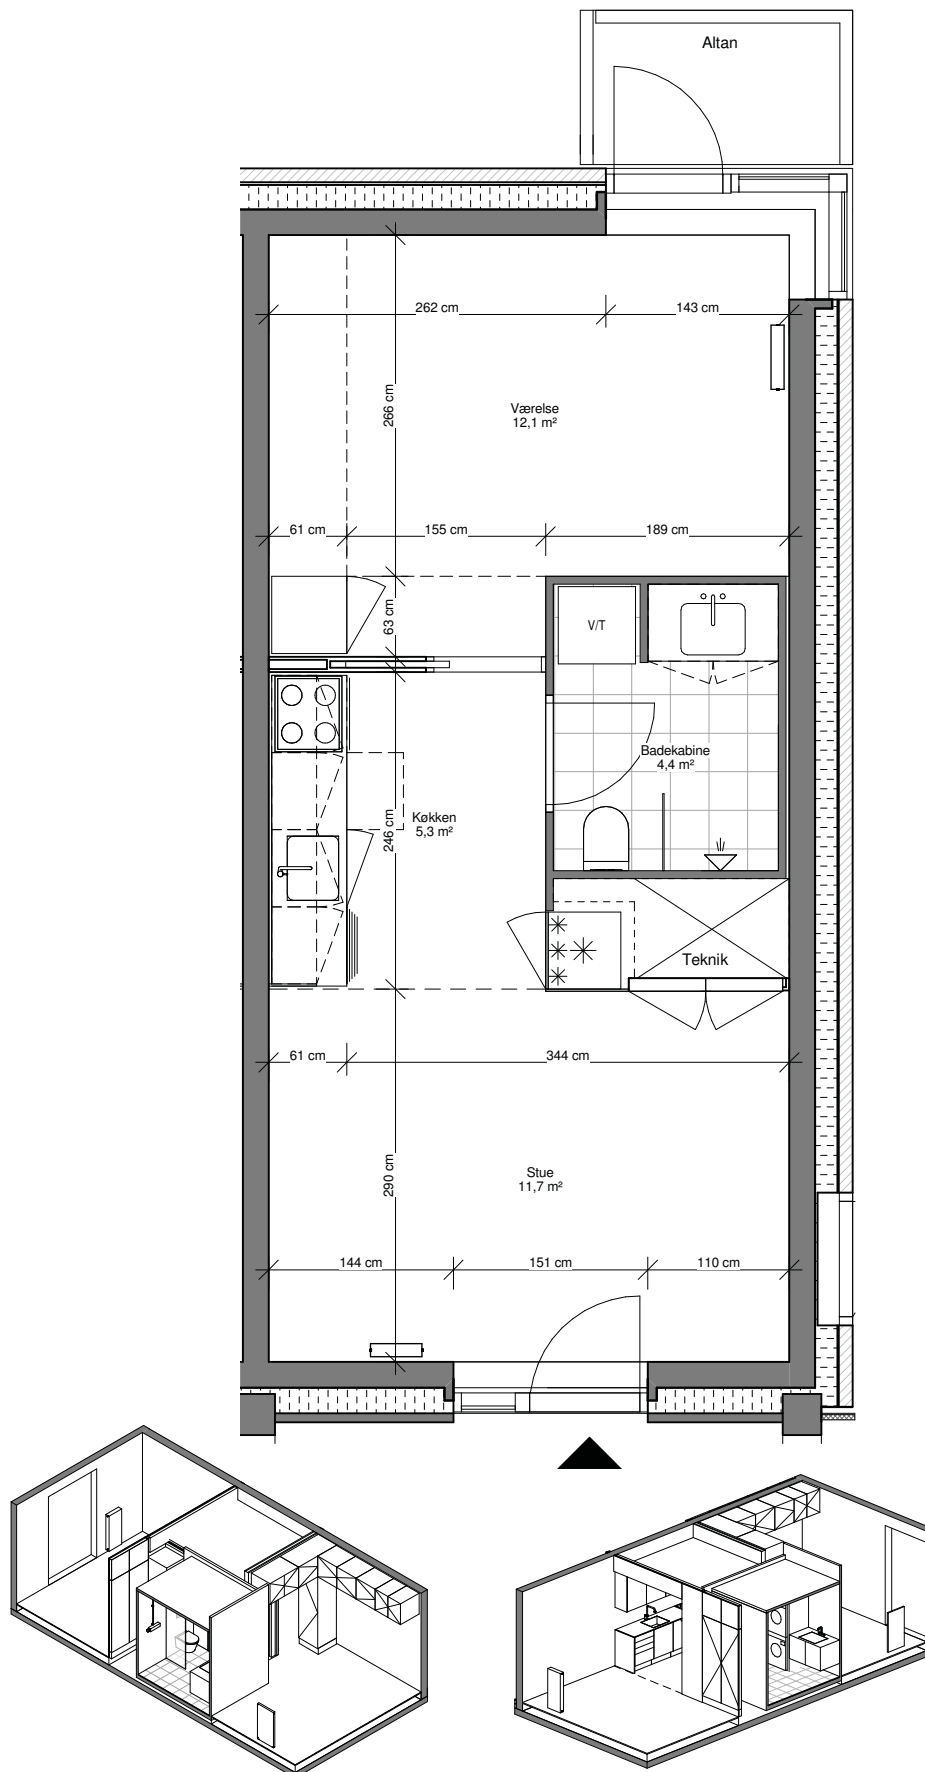 Altan
262 cm
143 cm
266 cm
Værelse
12,1 m²
61 cm
155 cm
189 cm
63 cm
V/T
Badekabine
4,4 m²
Køkken
5,3 m²
246 cm
Teknik
61 cm
344 cm
290 cm
Stue
11,7 m²
144 cm
151 cm
110 cm